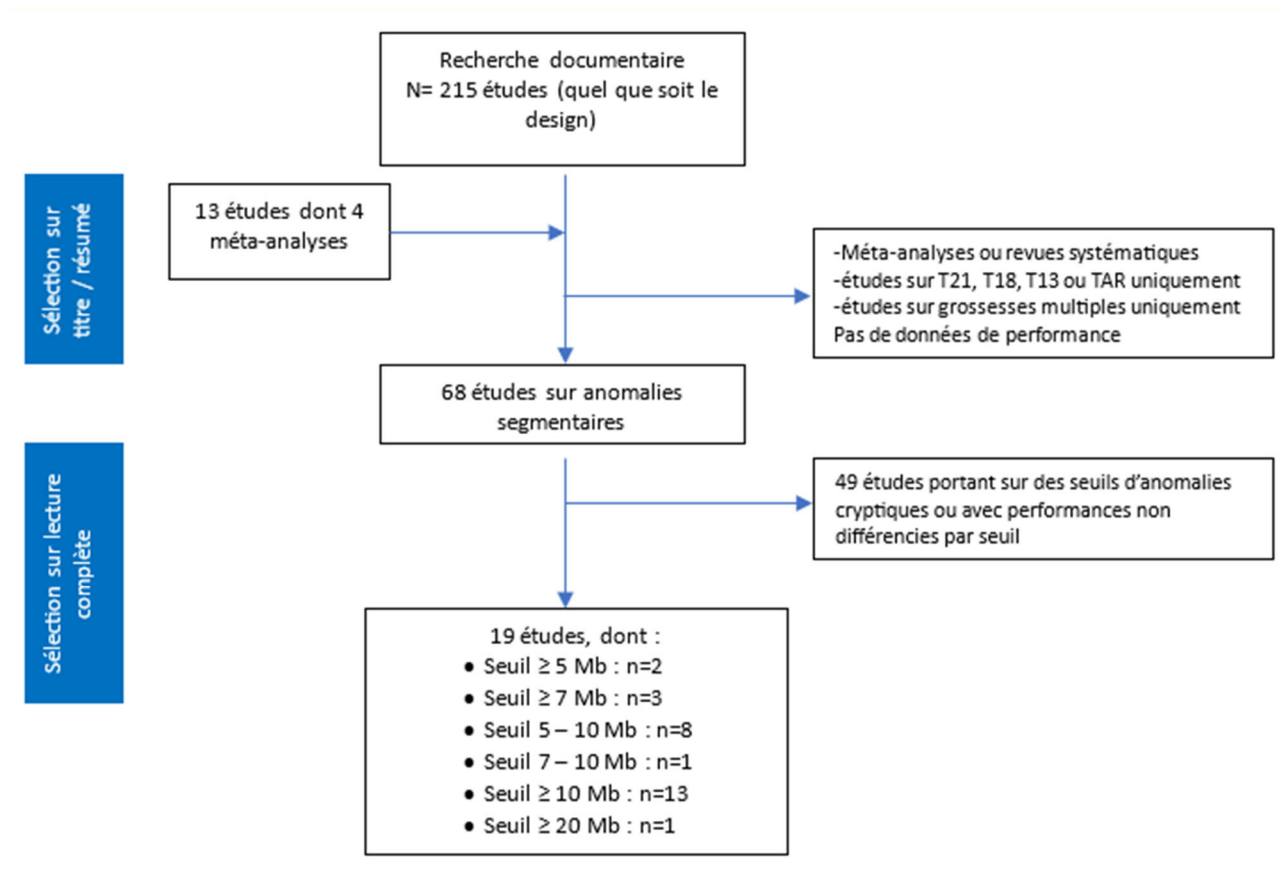 Recherche documentaire
N= 215 études (quel que soit le
design)
Sélection sur
titre / résumé
13 études dont 4
méta-analyses
-Méta-analyses ou revues systématiques
-études sur T21, T18, T13 ou TAR uniquement
-études sur grossesses multiples uniquement
Pas de données de performance
68 études sur anomalies
segmentaires
Sélection sur lecture
complète
49 études portant sur des seuils d’anomalies
cryptiques ou avec performances non
différencies par seuil
19 études, dont :
• Seuil ≥ 5 Mb : n=2
• Seuil ≥ 7 Mb : n=3
• Seuil 5 – 10 Mb : n=8
• Seuil 7 – 10 Mb : n=1
• Seuil ≥ 10 Mb : n=13
• Seuil ≥ 20 Mb : n=1